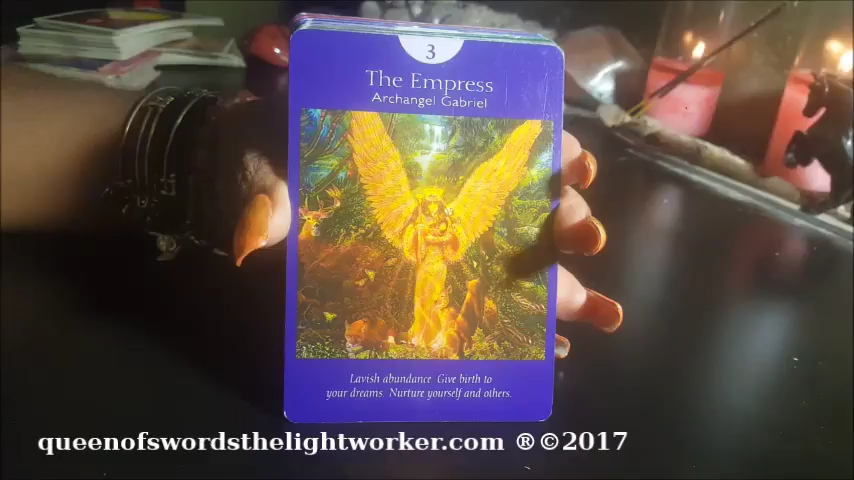 3
The Empress
Archangel Gabriel
Lavish abundance. Give birth to
your dreams. Nurture yourself and others.
queenofswordsthelightworker.com ®©2017